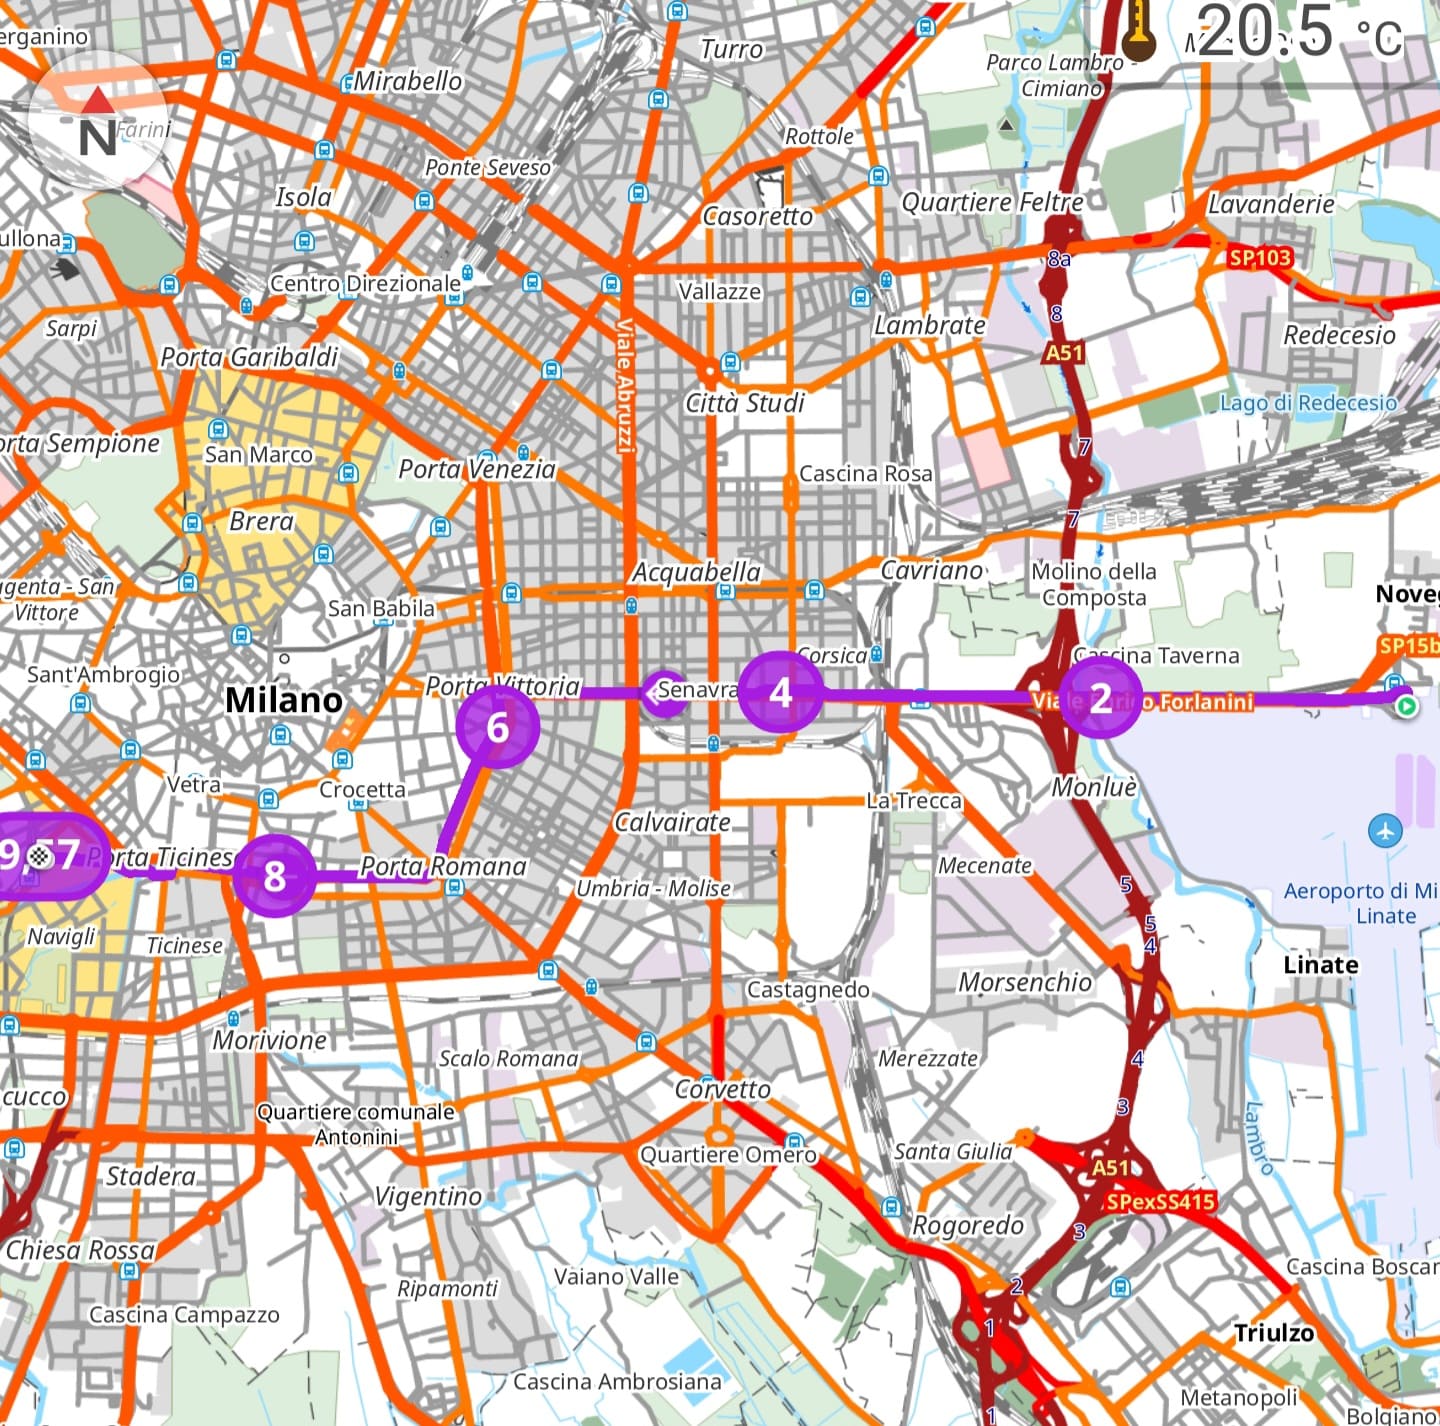 erganino
Turro
20.5 °C
Parco Lambro -
Cimiano
Mirabello
N
Farini
Rottole
Ponte Seveso
Isola
Casoretto
Quartiere Feltre
Lavanderie
ullona
8a
SP103
Centro Direzionale
Vallazze
8
Sarpi
Lambrate
Redecesio
Porta Garibaldi
A51
Viale Abruzzi
Città Studi
Lago di Redecesio
orta Sempione
San Marco
7
Porta Venezia
Cascina Rosa
Brera
7
Acquabella
Cavriano
Molino della
Composta
agenta - San
Vittore
San Babila
Noveg
Corsica
Cascina Taverna
SP15b
Sant'Ambrogio
Milano
Porta Vittoria
Senavra
4
2
Viale Enrico Forlanini
6
Vetra
Crocetta
La Trecca
Monluè
Calvairate
9,57
Porta Ticinese
8
Porta Romana
Mecenate
Umbria - Molise
5
Aeroporto di Mi
Linate
Navigli
Ticinese
5
4
Linate
Castagnedo
Morsenchio
Morivione
Scalo Romana
Merezzate
4
Corvetto
cucco
Quartiere comunale
Antonini
3
Lambro
Quartiere Omero
Santa Giulia
A51
Stadera
Vigentino
SPexSS415
Rogoredo
3
Chiesa Rossa
Vaiano Valle
Ripamonti
2
Cascina Boscar
Cascina Campazzo
1
Triulzo
Cascina Ambrosiana
Metanopoli
1
Bolgiano